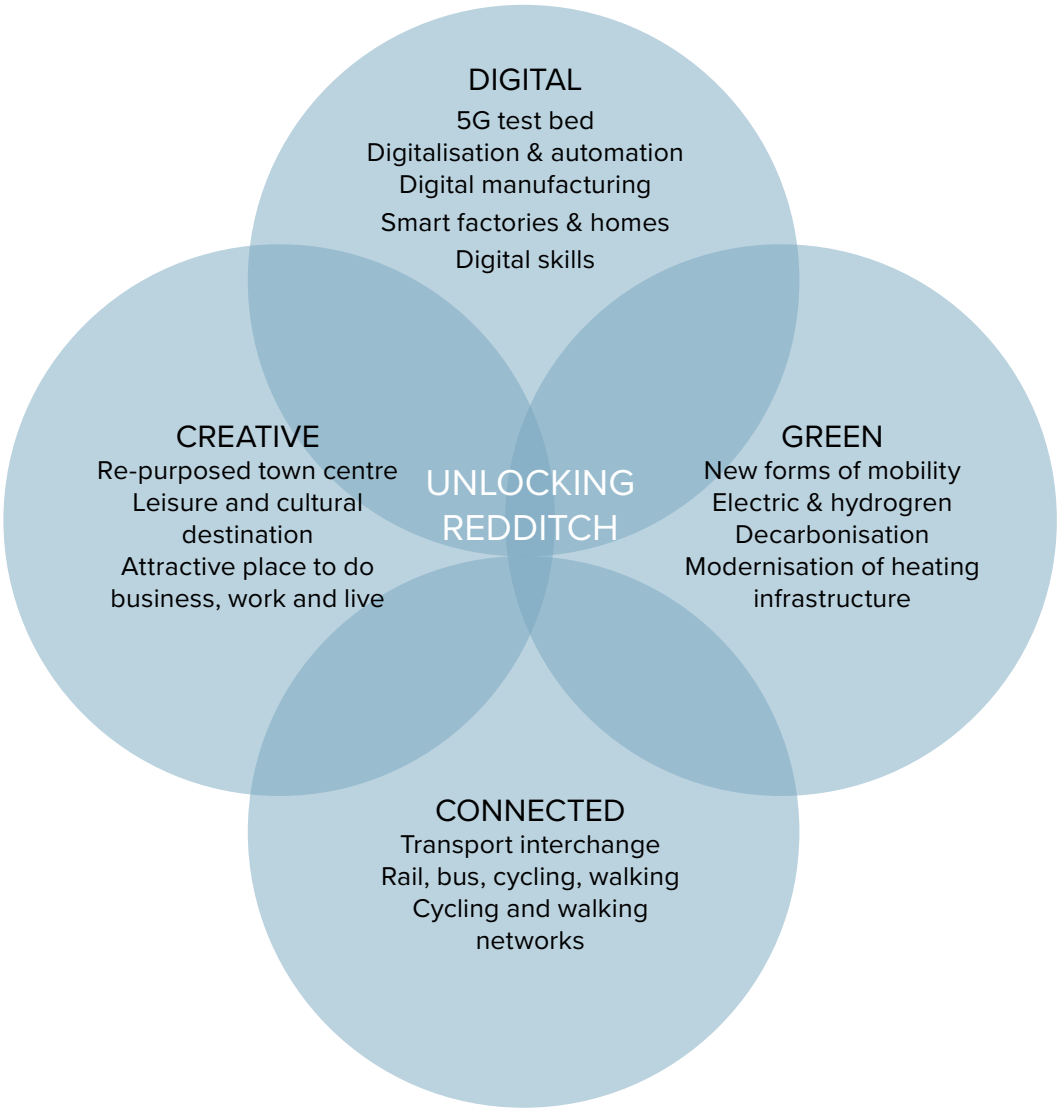 DIGITAL
5G test bed
Digitalisation & automation
Digital manufacturing
Smart factories & homes
Digital skills
CREATIVE
Re-purposed town centre
Leisure and cultural
destination
Attractive place to do
business, work and live
UNLOCKING
REDDITCH
GREEN
New forms of mobility
Electric & hydrogren
Decarbonisation
Modernisation of heating
infrastructure
CONNECTED
Transport interchange
Rail, bus, cycling, walking
Cycling and walking
networks